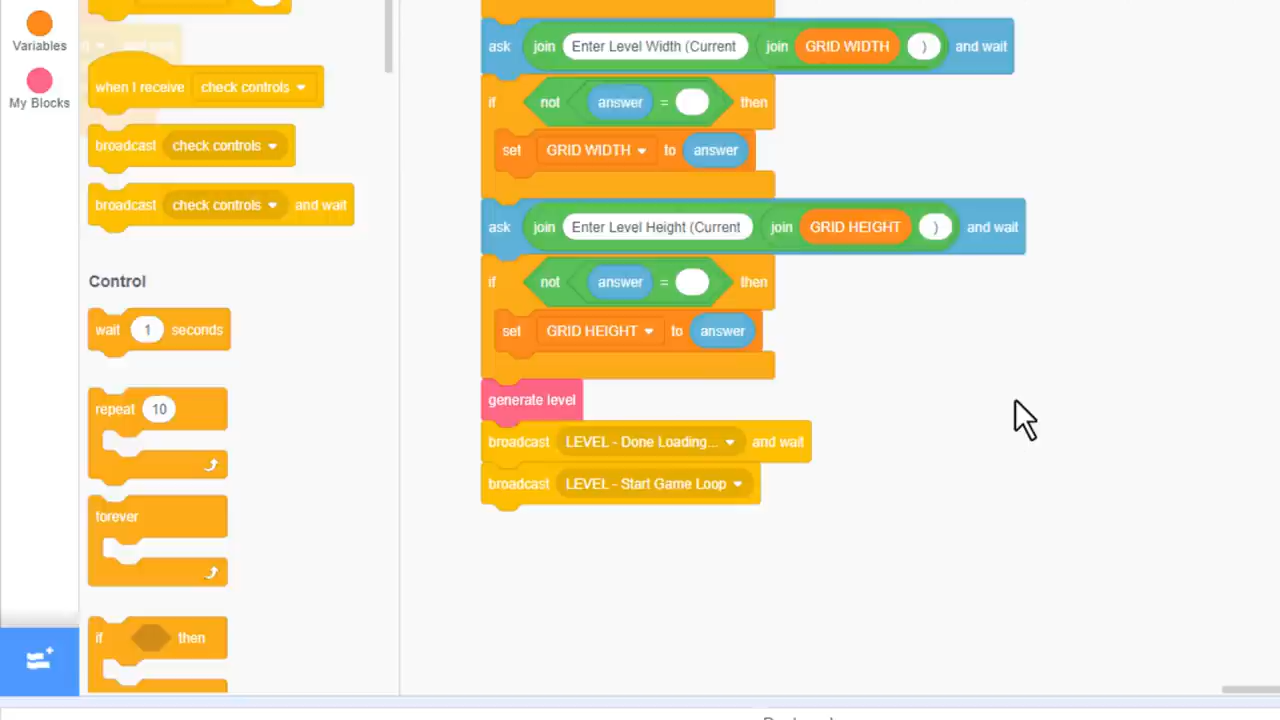 Variables
My Blocks
when I receive check controls
broadcast check controls
broadcast check controls and wait
Control
wait 1 seconds
repeat 10
forever
if then
ask join Enter Level Width (Current join GRID WIDTH ) and wait
if not answer = then
set GRID WIDTH to answer
ask join Enter Level Height (Current join GRID HEIGHT ) and wait
if not answer = then
set GRID HEIGHT to answer
generate level
broadcast LEVEL - Done Loading... and wait
broadcast LEVEL - Start Game Loop